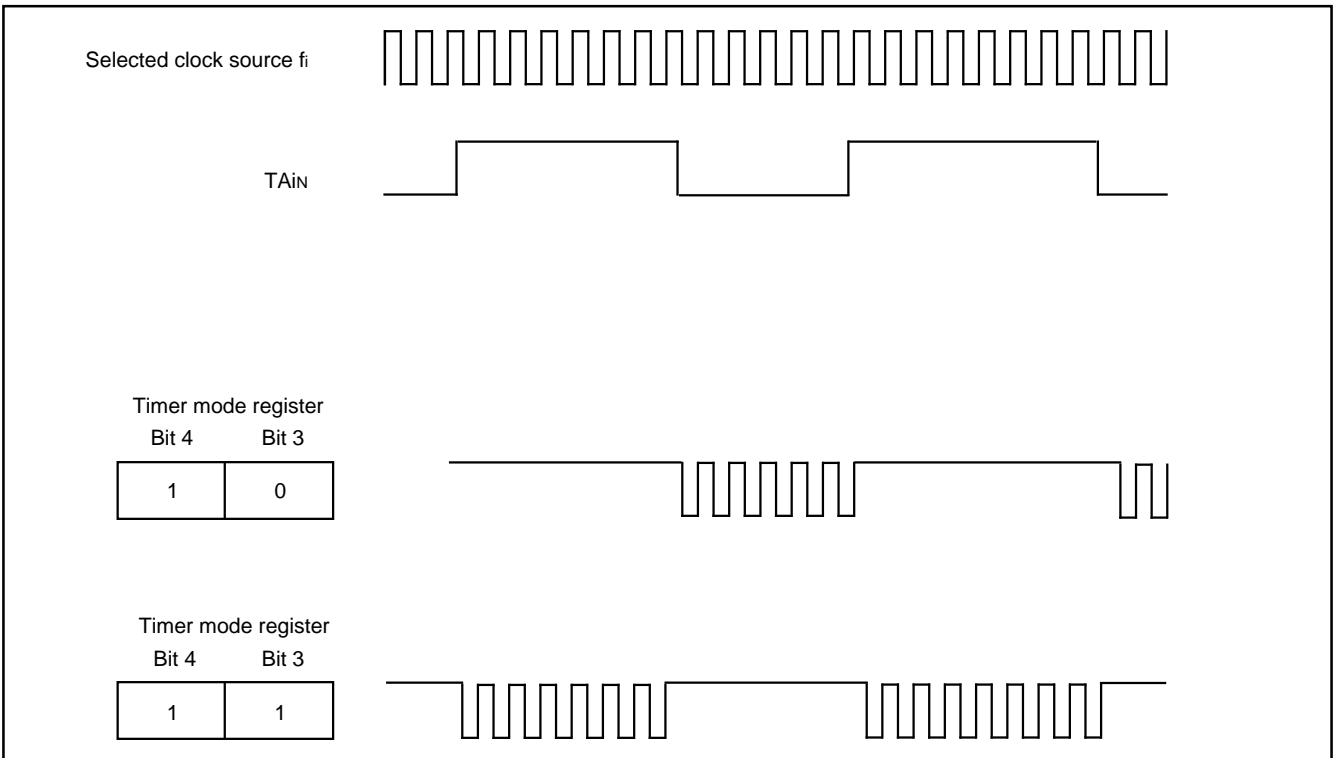 Selected clock source fi
TAiN
Timer mode register
Bit 4 Bit 3
1 0
Timer mode register
Bit 4 Bit 3
1 1